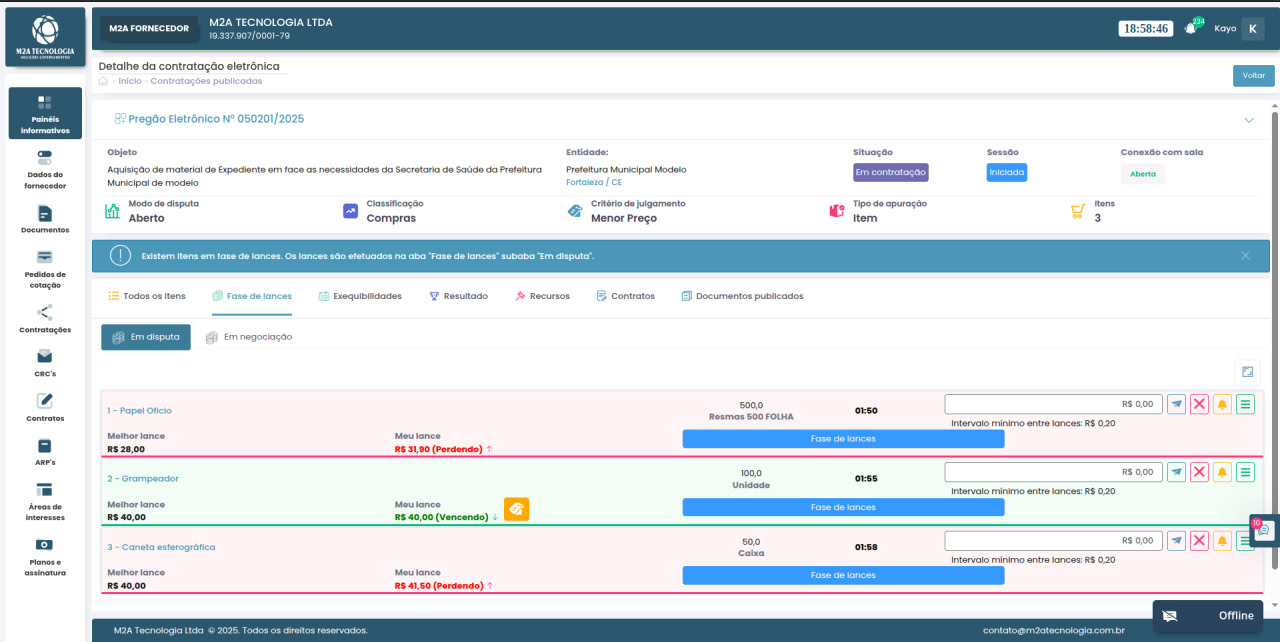 M2A TECNOLOGIA
M2A FORNECEDOR
M2A TECNOLOGIA LTDA
19.337.907/0001-79
18:58:46
234
Kayo
K
Detalhe da contratação eletrônica
Início - Contratações publicadas
Voltar
Painéis
informativos
Dados do
fornecedor
Documentos
Pedidos de
cotação
Contratações
CRC's
Contratos
ARP's
Áreas de
interesses
Planos e
assinatura
Pregão Eletrônico Nº 050201/2025
Objeto
Aquisição de material de Expediente em face as necessidades da Secretaria de Saúde da Prefeitura
Municipal de modelo
Entidade:
Prefeitura Municipal Modelo
Fortaleza / CE
Situação
Em contratação
Sessão
Iniciada
Conexão com sala
Aberta
Modo de disputa
Aberto
Classificação
Compras
Critério de julgamento
Menor Preço
Tipo de apuração
Item
Itens
3
Existem itens em fase de lances. Os lances são efetuados na aba "Fase de lances" subaba "Em disputa".
Todos os itens
Fase de lances
Exequibilidades
Resultado
Recursos
Contratos
Documentos publicados
Em disputa
Em negociação
1 - Papel Oficio
500,0
Resmas 500 FOLHA
01:50
R$ 0,00
Intervalo mínimo entre lances: R$ 0,20
Melhor lance
R$ 28,00
Meu lance
R$ 31,90 (Perdendo) ↑
Fase de lances
2 - Grampeador
100,0
Unidade
01:55
R$ 0,00
Intervalo mínimo entre lances: R$ 0,20
Melhor lance
R$ 40,00
Meu lance
R$ 40,00 (Vencendo) ↓
Fase de lances
10
3 - Caneta esferográfica
50,0
Caixa
01:58
R$ 0,00
Intervalo mínimo entre lances: R$ 0,20
Melhor lance
R$ 40,00
Meu lance
R$ 41,50 (Perdendo) ↑
Fase de lances
Offline
M2A Tecnologia Ltda © 2025. Todos os direitos reservados.
contato@m2atecnologia.com.br